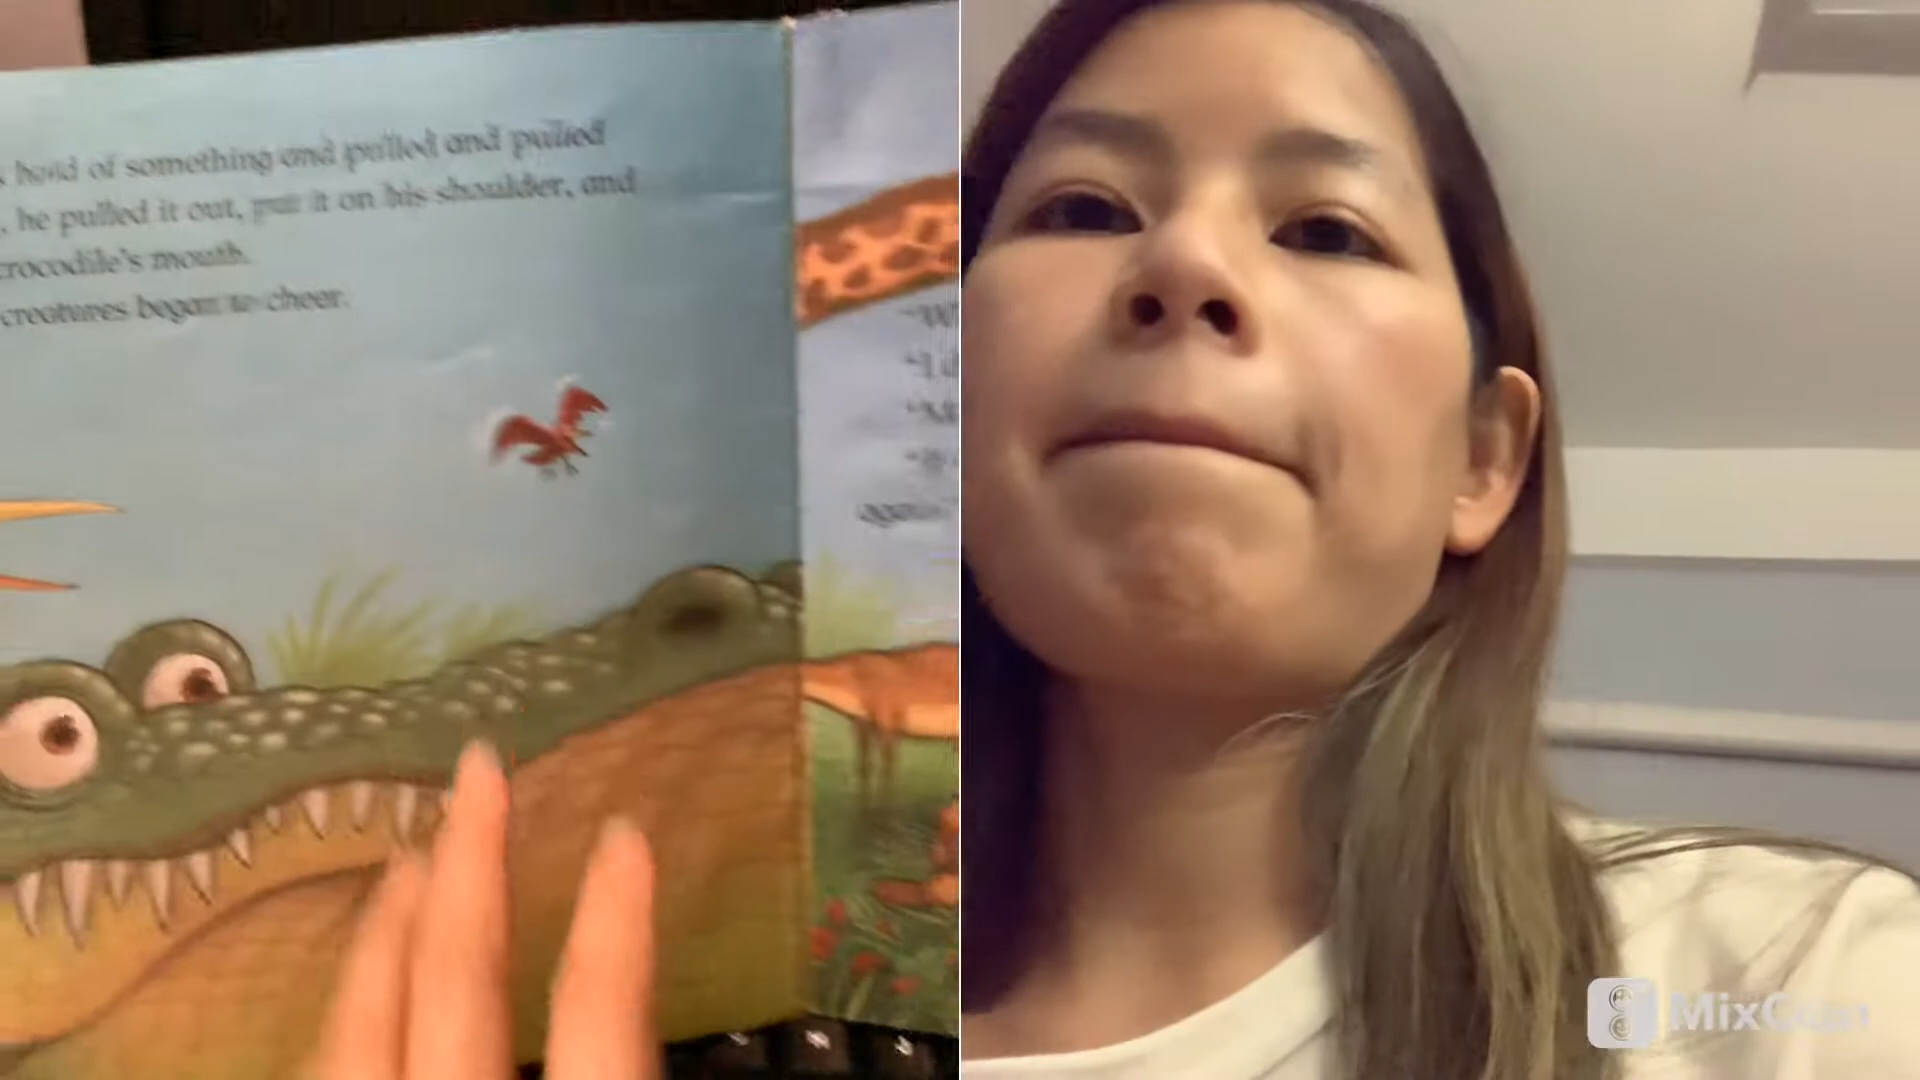 hold of something and pulled and pulled
, he pulled it out, put it on his shoulder, and
crocodile's mouth.
creatures began to cheer.
"I
again
MixCam